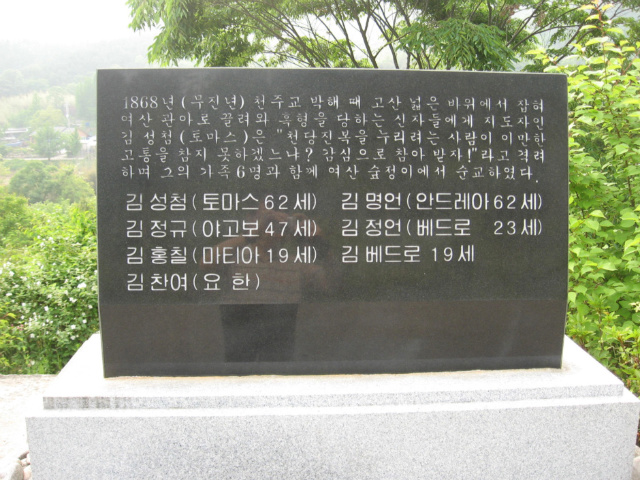 1868년(무진년) 천주교 박해 때 고산 넓은 바위에서 잡혀
여산 관아로 끌려와 혹형을 당하는 신자들에게 지도자인
김 성첨(토마스)은 "천당진복을 누리려는 사람이 이만한
고통을 참지 못하겠느냐? 감심으로 참아 받자!"라고 격려
하며 그의 가족 6명과 함께 여산 숲정이에서 순교하였다.
김 성첨 (토마스 62세) 김 명언 (안드레아 62세)
김 정규 (야고보 47세) 김 정언 (베드로 23세)
김 홍칠 (마티아 19세) 김 베드로 19세
김 찬여 (요 한)